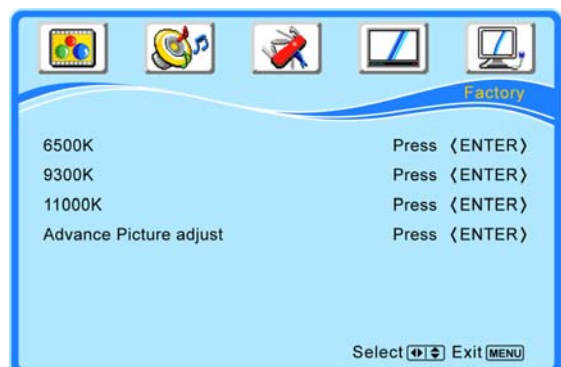 Factory
6500K Press 〈ENTER〉
9300K Press 〈ENTER〉
11000K Press 〈ENTER〉
Advance Picture adjust Press 〈ENTER〉
Select Exit MENU